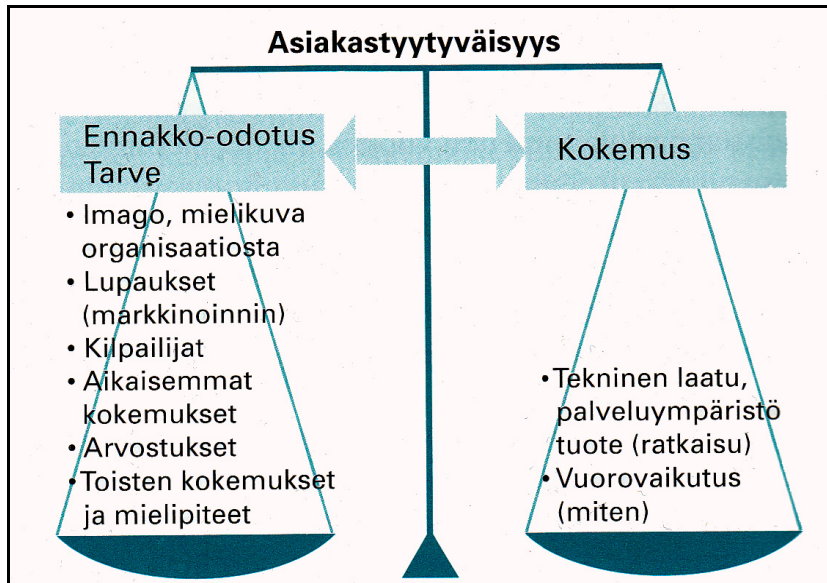 Asiakastyytyväisyys
Ennakko-odotus
Tarve
• Imago, mielikuva
organisaatiosta
• Lupaukset
(markkinoinnin)
• Kilpailijat
• Aikaisemmat
kokemukset
• Arvostukset
• Toisten kokemukset
ja mielipiteet
Kokemus
• Tekninen laatu,
palveluympäristö
tuote (ratkaisu)
• Vuorovaikutus
(miten)